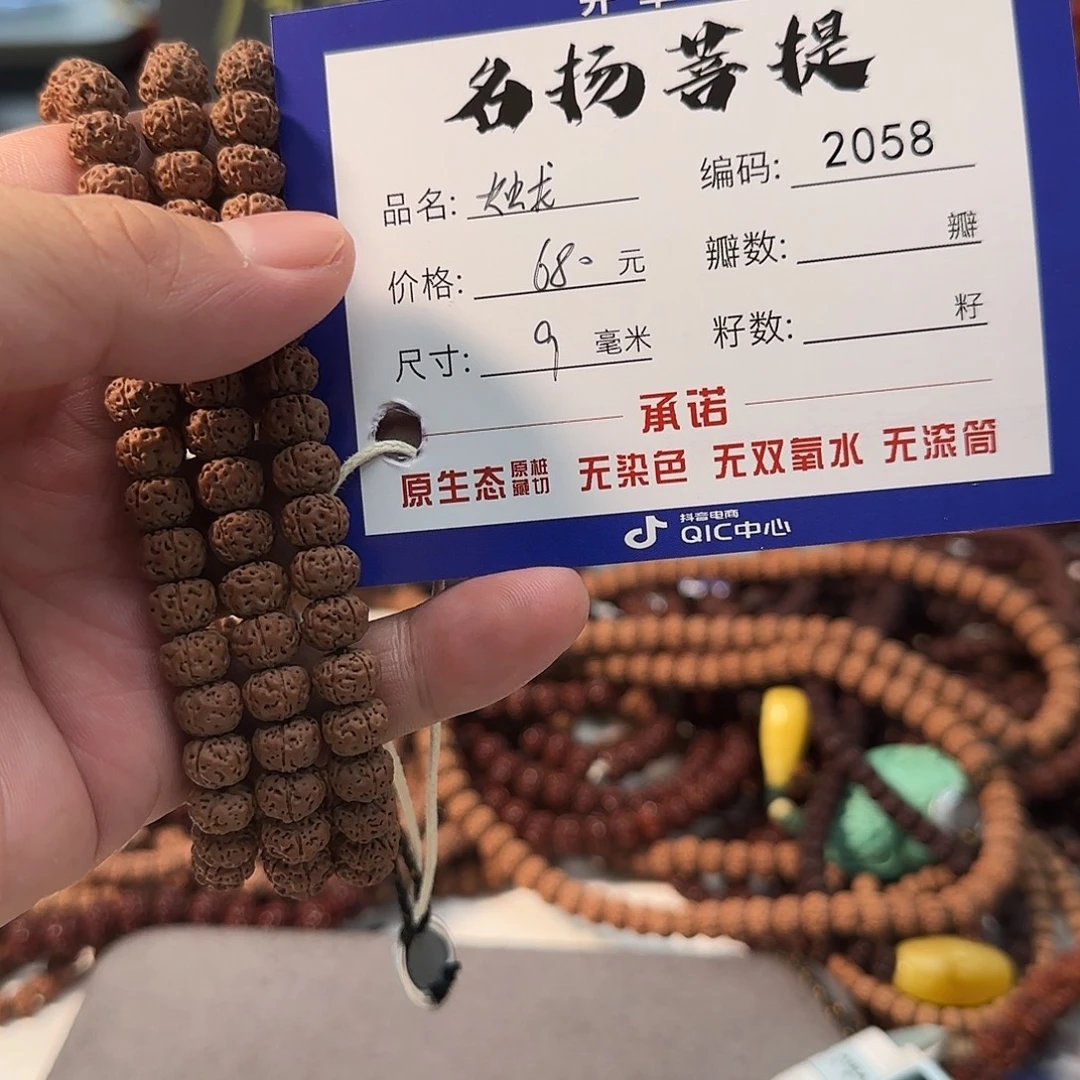 名扬菩提
品名: 烛龙
编码: 2058
价格: 680 元
瓣数: 瓣
尺寸: 9 毫米
籽数: 籽
承诺
原生态 原桩藏切 无染色 无双氧水 无滚筒
抖音电商
QIC中心